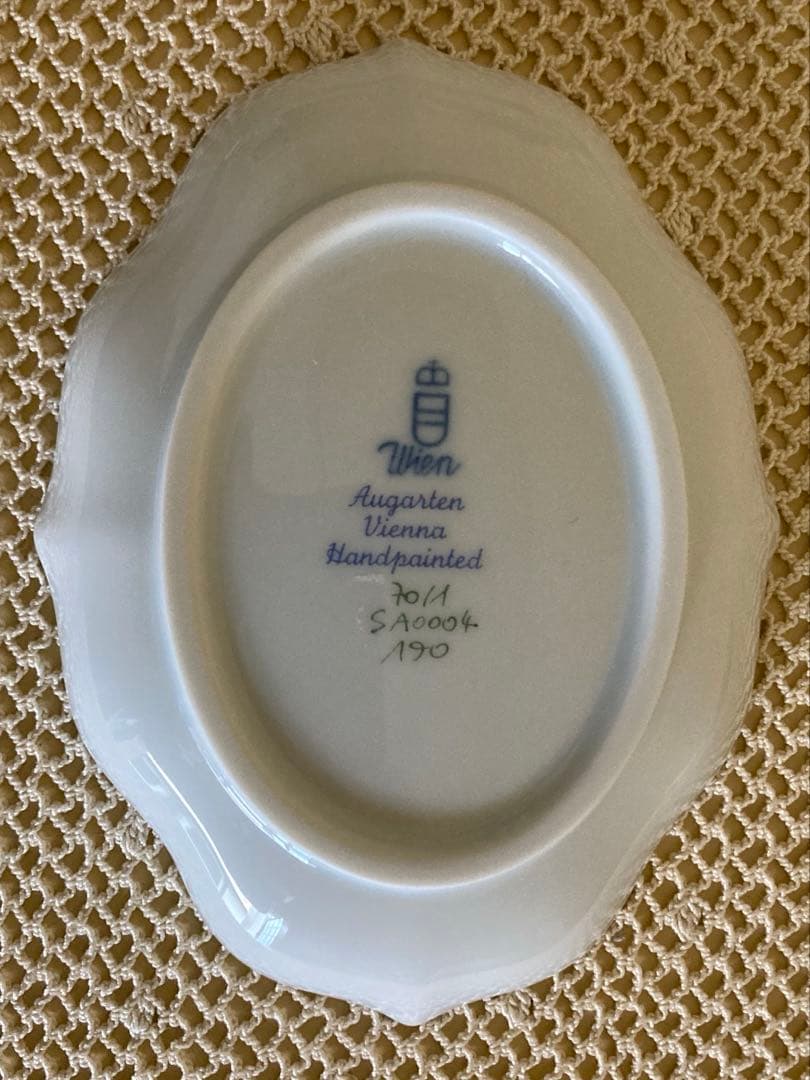 Wien
Augarten
Vienna
Handpainted
70/1
SA0004
190